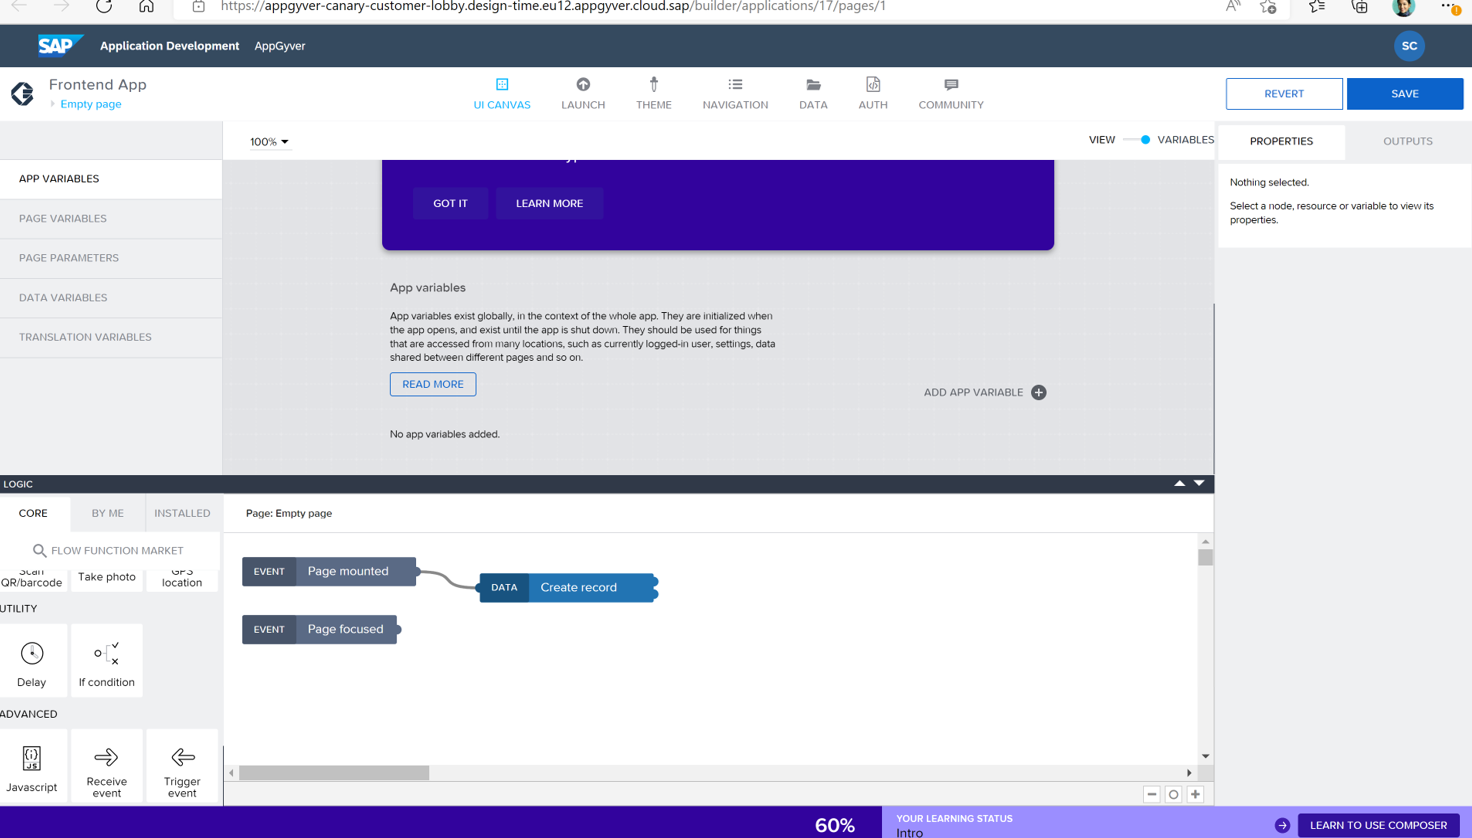 https://appgyver-canary-customer-lobby.design-time.eu12.appgyver.cloud.sap/builder/applications/17/pages/1
SAP Application Development AppGyver
SC
Frontend App
Empty page
UI CANVAS
LAUNCH
THEME
NAVIGATION
DATA
AUTH
COMMUNITY
REVERT
SAVE
100%
VIEW
VARIABLES
PROPERTIES
OUTPUTS
APP VARIABLES
PAGE VARIABLES
PAGE PARAMETERS
DATA VARIABLES
TRANSLATION VARIABLES
GOT IT
LEARN MORE
Nothing selected.
Select a node, resource or variable to view its
properties.
App variables
App variables exist globally, in the context of the whole app. They are initialized when
the app opens, and exist until the app is shut down. They should be used for things
that are accessed from many locations, such as currently logged-in user, settings, data
shared between different pages and so on.
READ MORE
ADD APP VARIABLE
No app variables added.
LOGIC
CORE
BY ME
INSTALLED
Page: Empty page
FLOW FUNCTION MARKET
Scan
QR/barcode
Take photo
GPS
location
UTILITY
Delay
If condition
ADVANCED
JS
Javascript
Receive
event
Trigger
event
EVENT Page mounted
DATA Create record
EVENT Page focused
60%
YOUR LEARNING STATUS
Intro
LEARN TO USE COMPOSER